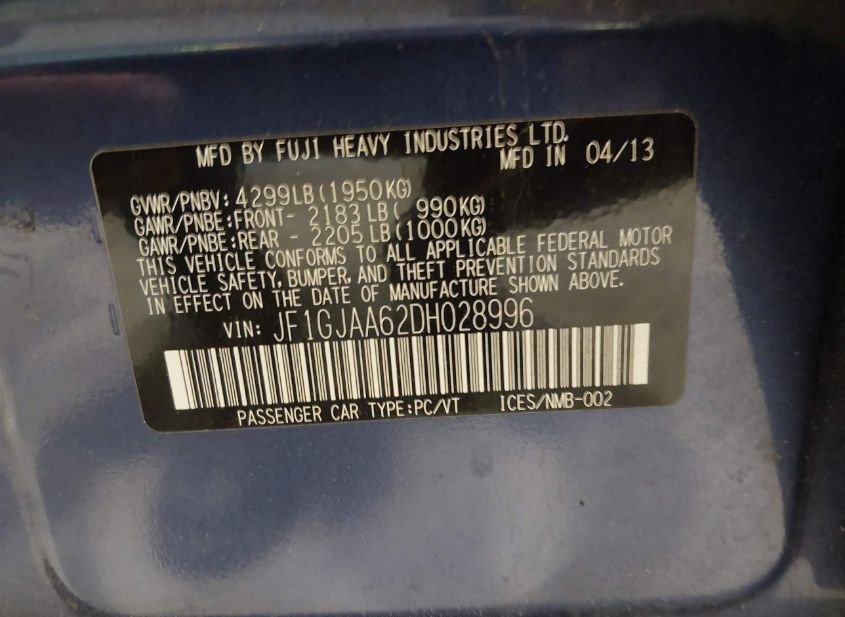 MFD BY FUJI HEAVY INDUSTRIES LTD.
MFD IN 04/13
GVWR/PNBV: 4299LB(1950KG)
GAWR/PNBE:FRONT- 2183LB( 990KG)
GAWR/PNBE:REAR - 2205LB(1000KG)
THIS VEHICLE CONFORMS TO ALL APPLICABLE FEDERAL MOTOR
VEHICLE SAFETY, BUMPER, AND THEFT PREVENTION STANDARDS
IN EFFECT ON THE DATE OF MANUFACTURE SHOWN ABOVE.
VIN: JF1GJAA62DH028996
PASSENGER CAR TYPE:PC/VT ICES/NMB-002